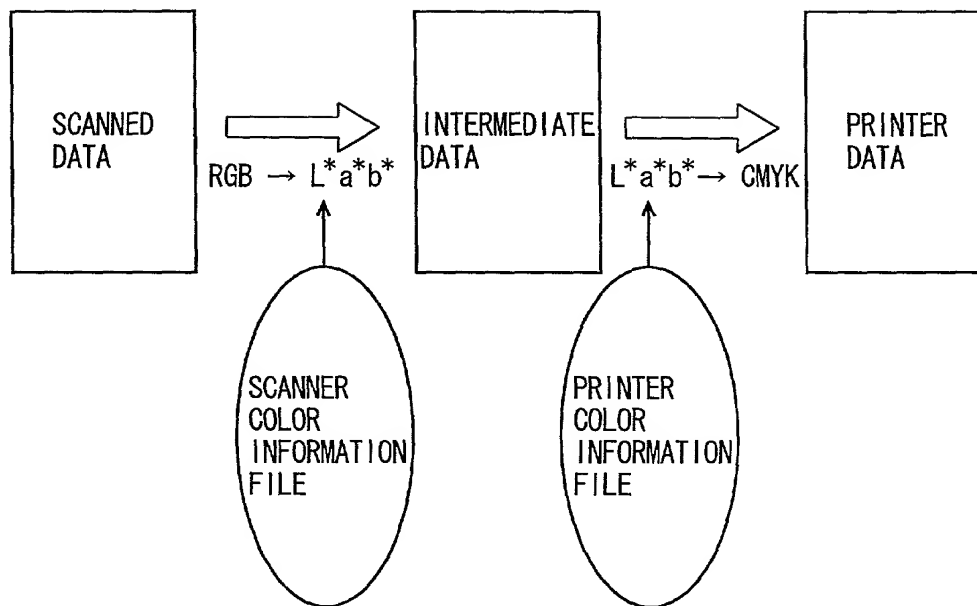 SCANNED
DATA
INTERMEDIATE
DATA
PRINTER
DATA
RGB → L*a*b*
L*a*b* → CMYK
SCANNER
COLOR
INFORMATION
FILE
PRINTER
COLOR
INFORMATION
FILE